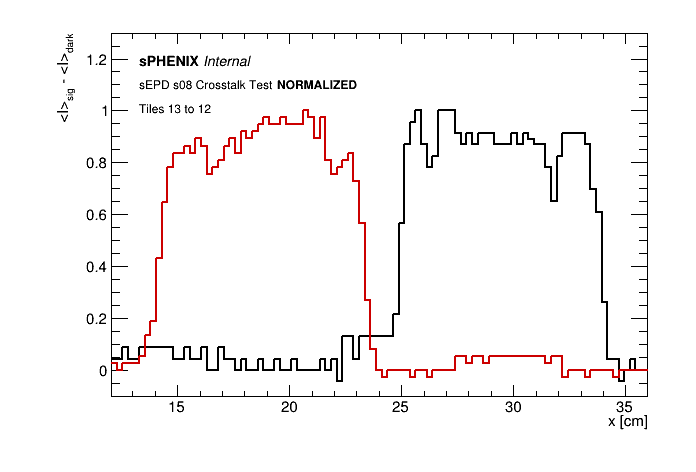 <I>sig - <I>dark
sPHENIX Internal
sEPD s08 Crosstalk Test NORMALIZED
Tiles 13 to 12
1.2
1
0.8
0.6
0.4
0.2
0
15 20 25 30 35
x [cm]